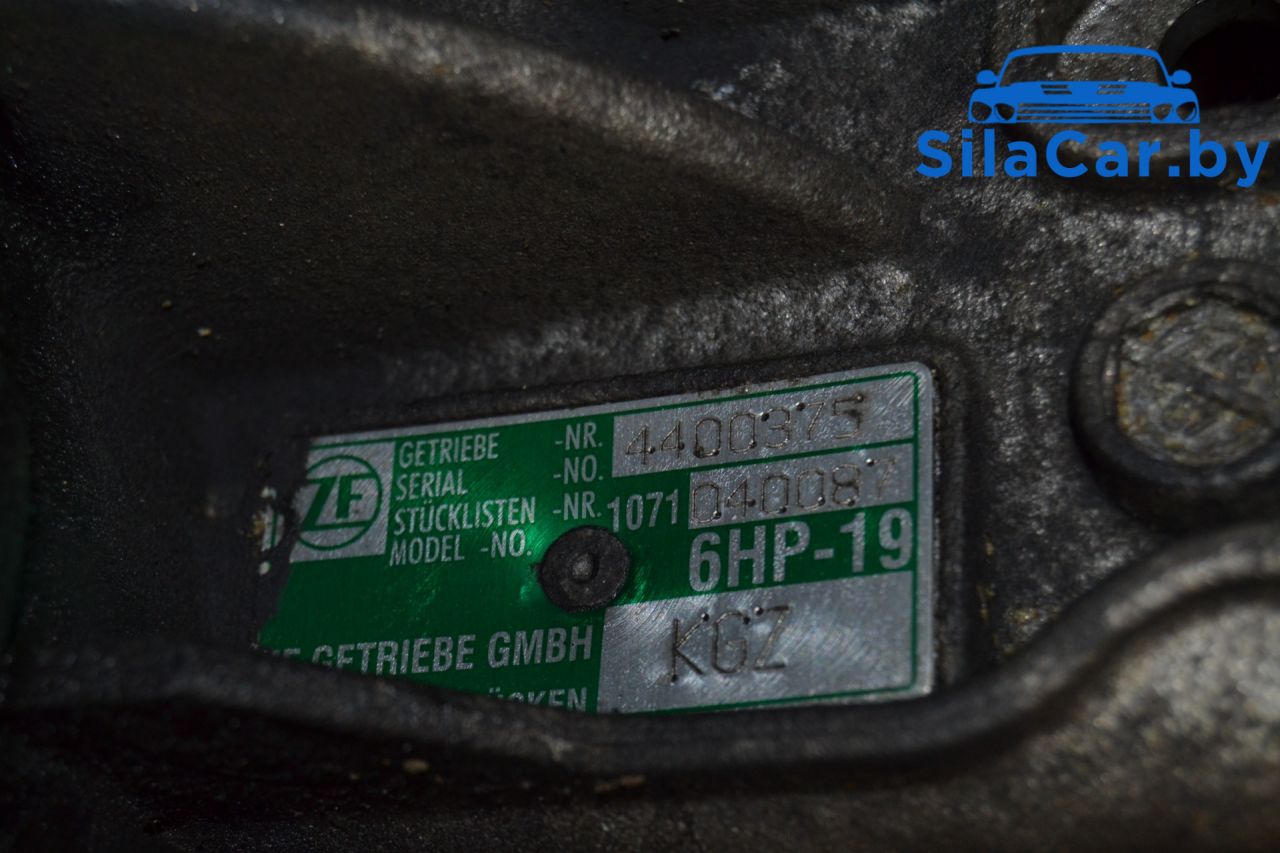 SilaCar.by
ZF
GETRIEBE -NR. 4400375
SERIAL -NO.
STÜCKLISTEN -NR. 1071 040087
MODEL -NO.
6HP-19
GETRIEBE GMBH
KGZ